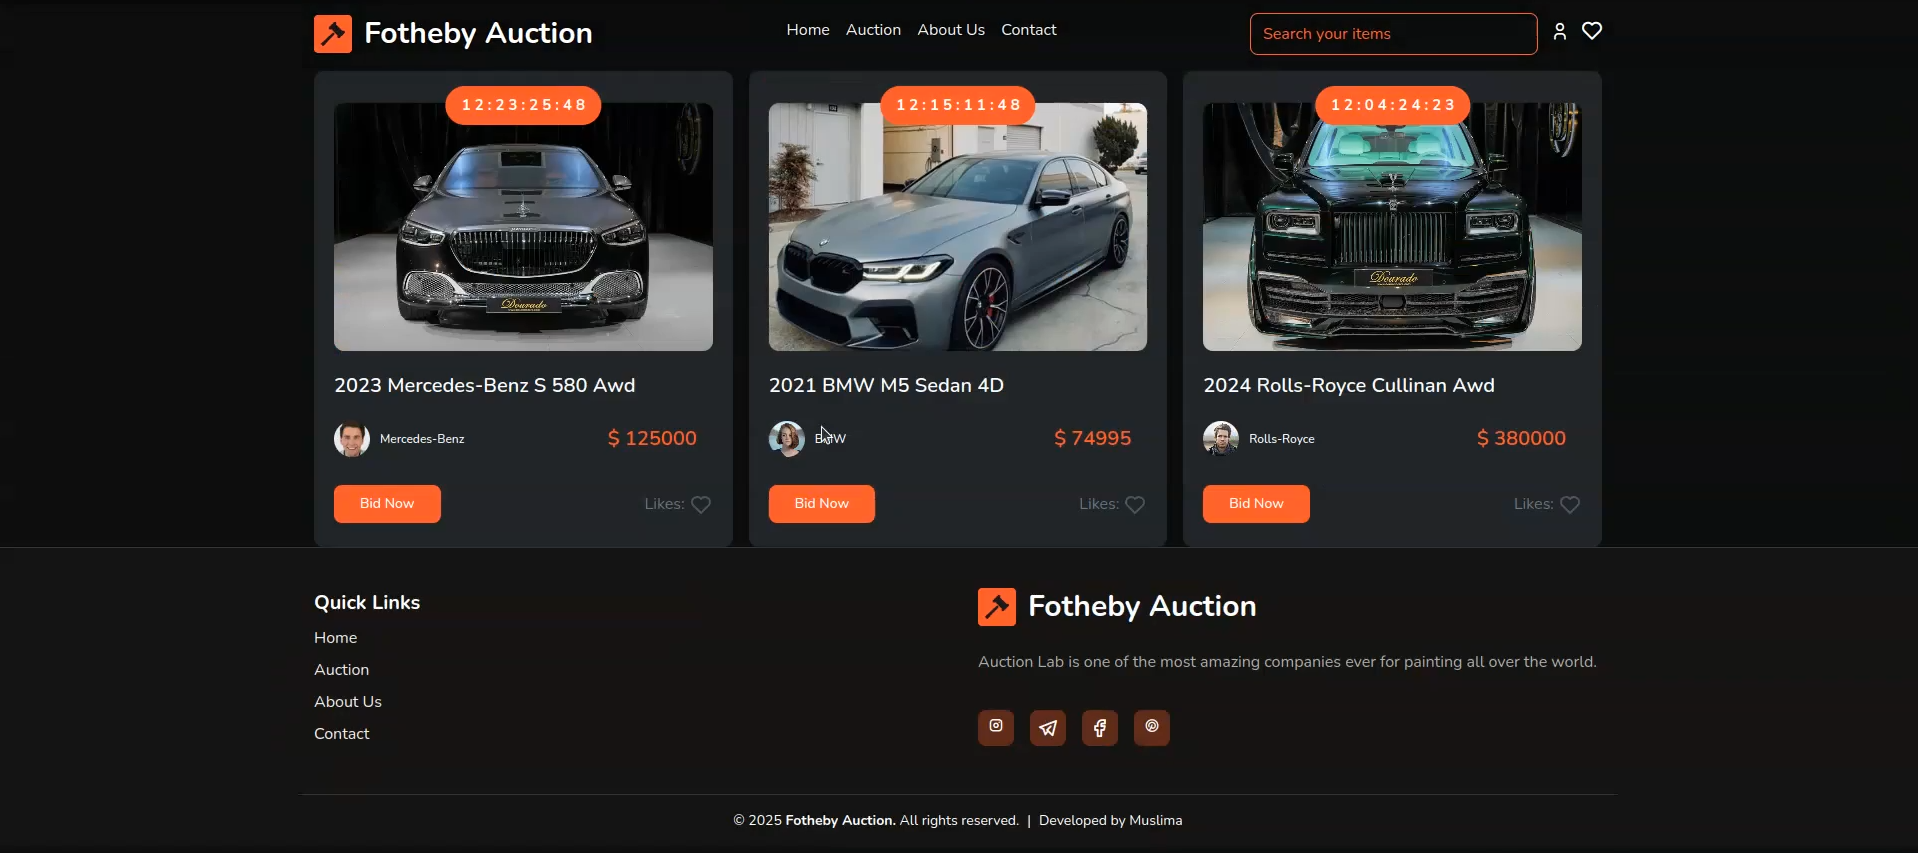 Fotheby Auction
Home Auction About Us Contact
Search your items
12:23:25:48
12:15:11:48
12:04:24:23
Dourado
Dourado
2023 Mercedes-Benz S 580 Awd
2021 BMW M5 Sedan 4D
2024 Rolls-Royce Cullinan Awd
Mercedes-Benz
$ 125000
BMW
$ 74995
Rolls-Royce
$ 380000
Bid Now
Likes:
Bid Now
Likes:
Bid Now
Likes:
Quick Links
Home
Auction
About Us
Contact
Fotheby Auction
Auction Lab is one of the most amazing companies ever for painting all over the world.
© 2025 Fotheby Auction. All rights reserved. | Developed by Muslima